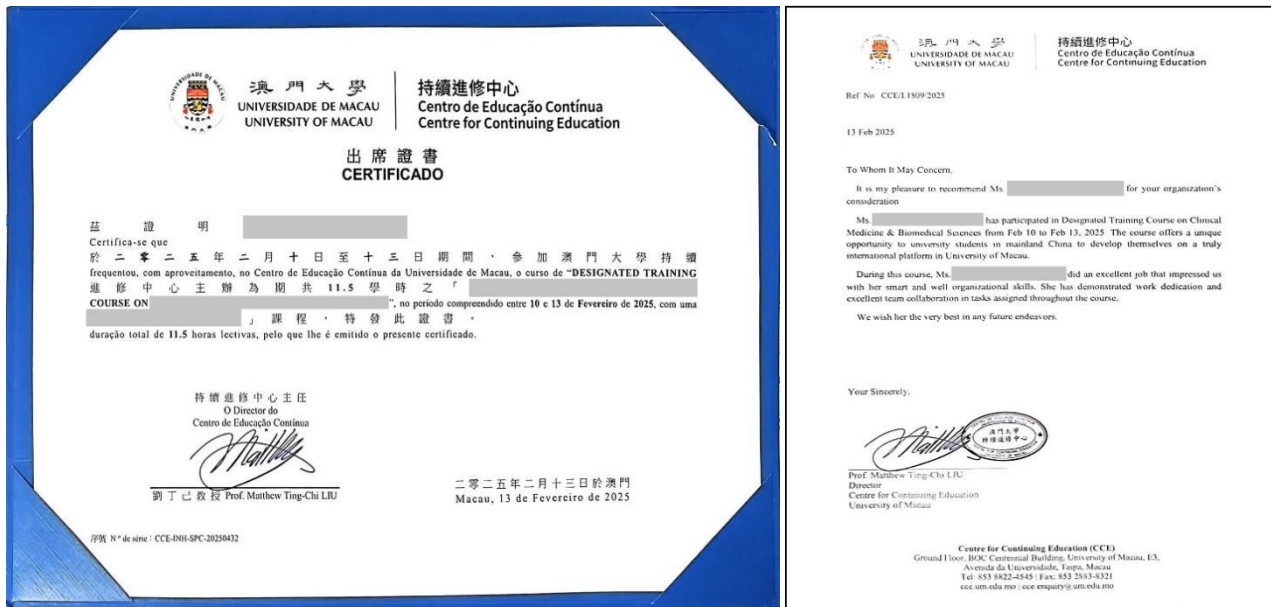 澳門大學
UNIVERSIDADE DE MACAU
UNIVERSITY OF MACAU
持續進修中心
Centro de Educação Contínua
Centre for Continuing Education
出席證書
CERTIFICADO
茲證明
Certifica-se que
於二零二五年二月十日至十三日期間，參加澳門大學持續
frequentou, com aproveitamento, no Centro de Educação Contínua da Universidade de Macau, o curso de “DESIGNATED TRAINING
進修中心主辦為期共 11.5 學時之「
COURSE ON ”, no período compreendido entre 10 e 13 de Fevereiro de 2025, com uma
」課程，特發此證書。
duração total de 11.5 horas lectivas, pelo que lhe é emitido o presente certificado.
持續進修中心主任
O Director do
Centro de Educação Contínua
劉丁己教授 Prof. Matthew Ting-Chi LIU
二零二五年二月十三日於澳門
Macau, 13 de Fevereiro de 2025
序號 N º de série : CCE-INH-SPC-20250432
澳門大學
UNIVERSIDADE DE MACAU
UNIVERSITY OF MACAU
持續進修中心
Centro de Educação Contínua
Centre for Continuing Education
Ref No CCE/L1809/2025
13 Feb 2025
To Whom It May Concern,
It is my pleasure to recommend Ms. for your organization’s
consideration
Ms. has participated in Designated Training Course on Clinical
Medicine & Biomedical Sciences from Feb 10 to Feb 13, 2025 The course offers a unique
opportunity to university students in mainland China to develop themselves on a truly
international platform in University of Macau.
During this course, Ms. did an excellent job that impressed us
with her smart and well organizational skills. She has demonstrated work dedication and
excellent team collaboration in tasks assigned throughout the course.
We wish her the very best in any future endeavors.
Your Sincerely,
澳門大學
持續進修中心
Prof. Matthew Ting-Chi LIU
Director
Centre for Continuing Education
University of Macau
Centre for Continuing Education (CCE)
Ground Floor, BOC Centennial Building, University of Macau, E3,
Avenida da Universidade, Taipa, Macau
Tel: 853 8822-4545 | Fax: 853 2883-8321
cce.um.edu.mo | cce.enquiry@um.edu.mo